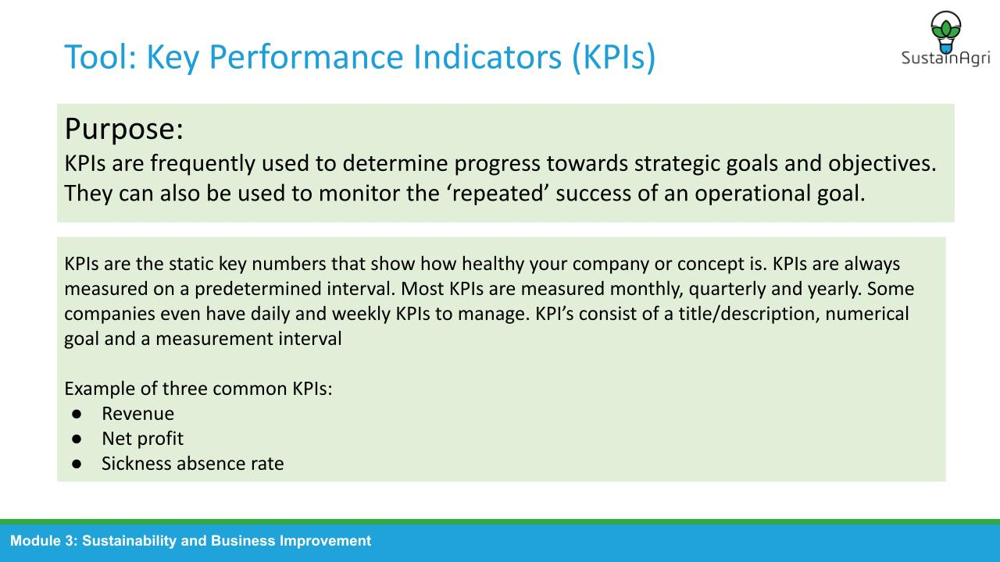 Tool: Key Performance Indicators (KPIs)
SustainAgri
Purpose:
KPIs are frequently used to determine progress towards strategic goals and objectives.
They can also be used to monitor the ‘repeated’ success of an operational goal.
KPIs are the static key numbers that show how healthy your company or concept is. KPIs are always
measured on a predetermined interval. Most KPIs are measured monthly, quarterly and yearly. Some
companies even have daily and weekly KPIs to manage. KPI’s consist of a title/description, numerical
goal and a measurement interval
Example of three common KPIs:
● Revenue
● Net profit
● Sickness absence rate
Module 3: Sustainability and Business Improvement